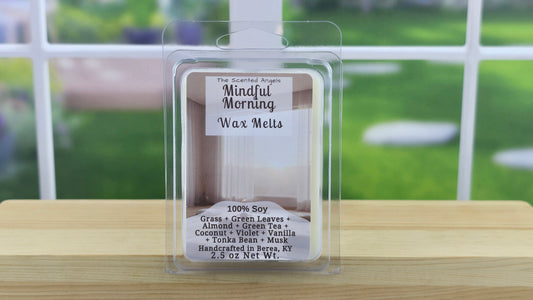 The Scented Angels
Mindful
Morning
Wax Melts
100% Soy
Grass + Green Leaves +
Almond + Green Tea +
Coconut + Violet + Vanilla
+ Tonka Bean + Musk
Handcrafted in Berea, KY
2.5 oz Net Wt.